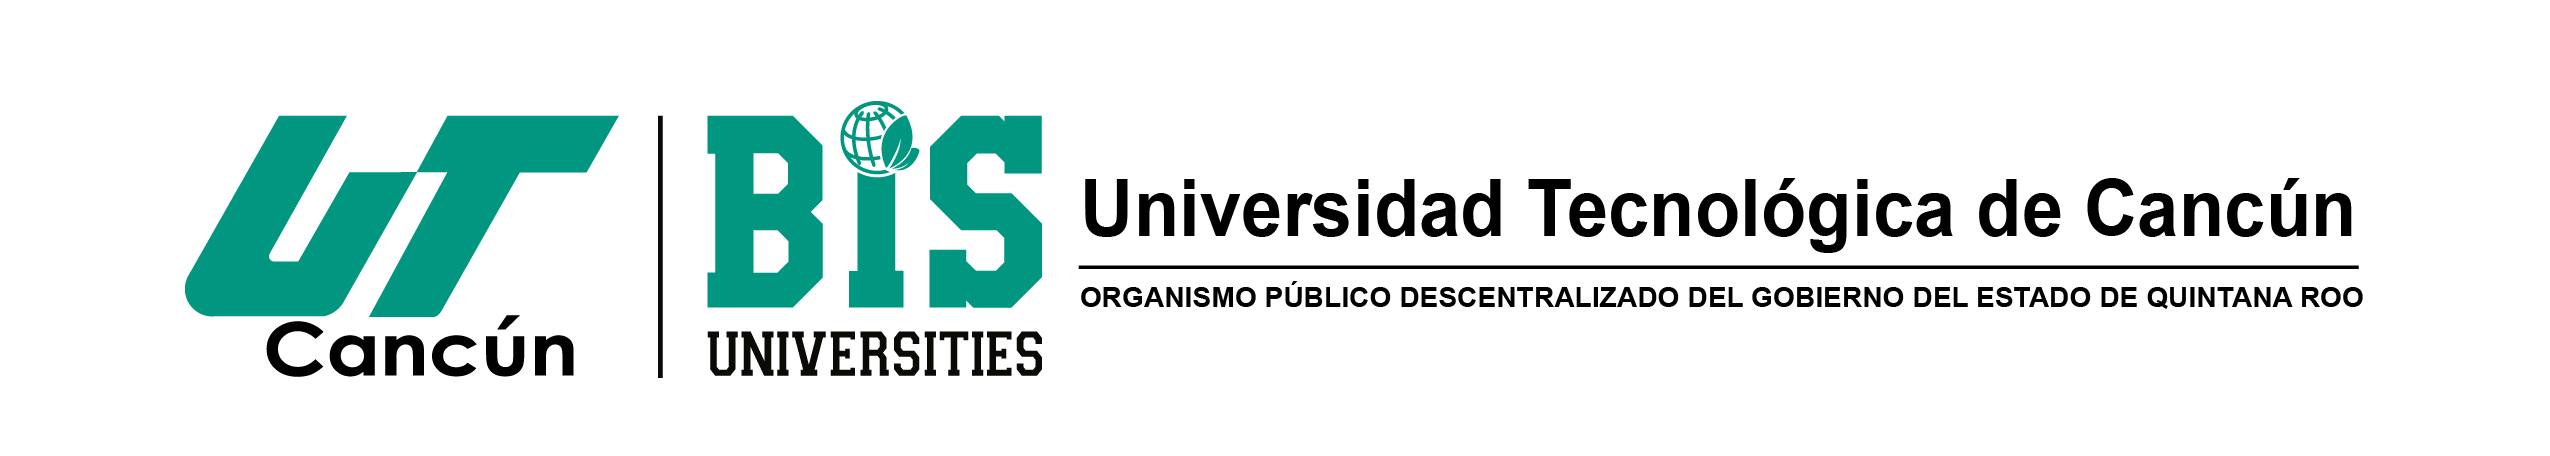 UT
Cancún
BiS
UNIVERSITIES
Universidad Tecnológica de Cancún
ORGANISMO PÚBLICO DESCENTRALIZADO DEL GOBIERNO DEL ESTADO DE QUINTANA ROO